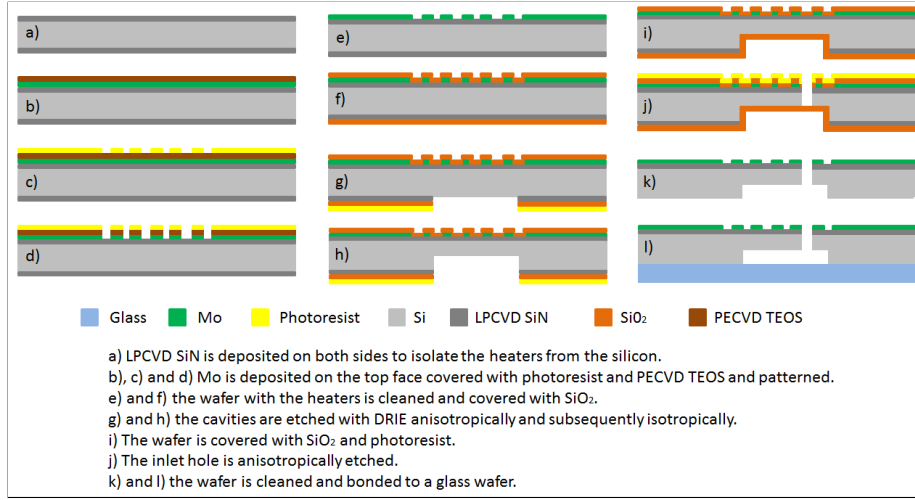 a)
b)
c)
d)
e)
f)
g)
h)
i)
j)
k)
l)
Glass Mo Photoresist Si LPCVD SiN SiO₂ PECVD TEOS
a) LPCVD SiN is deposited on both sides to isolate the heaters from the silicon.
b), c) and d) Mo is deposited on the top face covered with photoresist and PECVD TEOS and patterned.
e) and f) the wafer with the heaters is cleaned and covered with SiO₂.
g) and h) the cavities are etched with DRIE anisotropically and subsequently isotropically.
i) The wafer is covered with SiO₂ and photoresist.
j) The inlet hole is anisotropically etched.
k) and l) the wafer is cleaned and bonded to a glass wafer.